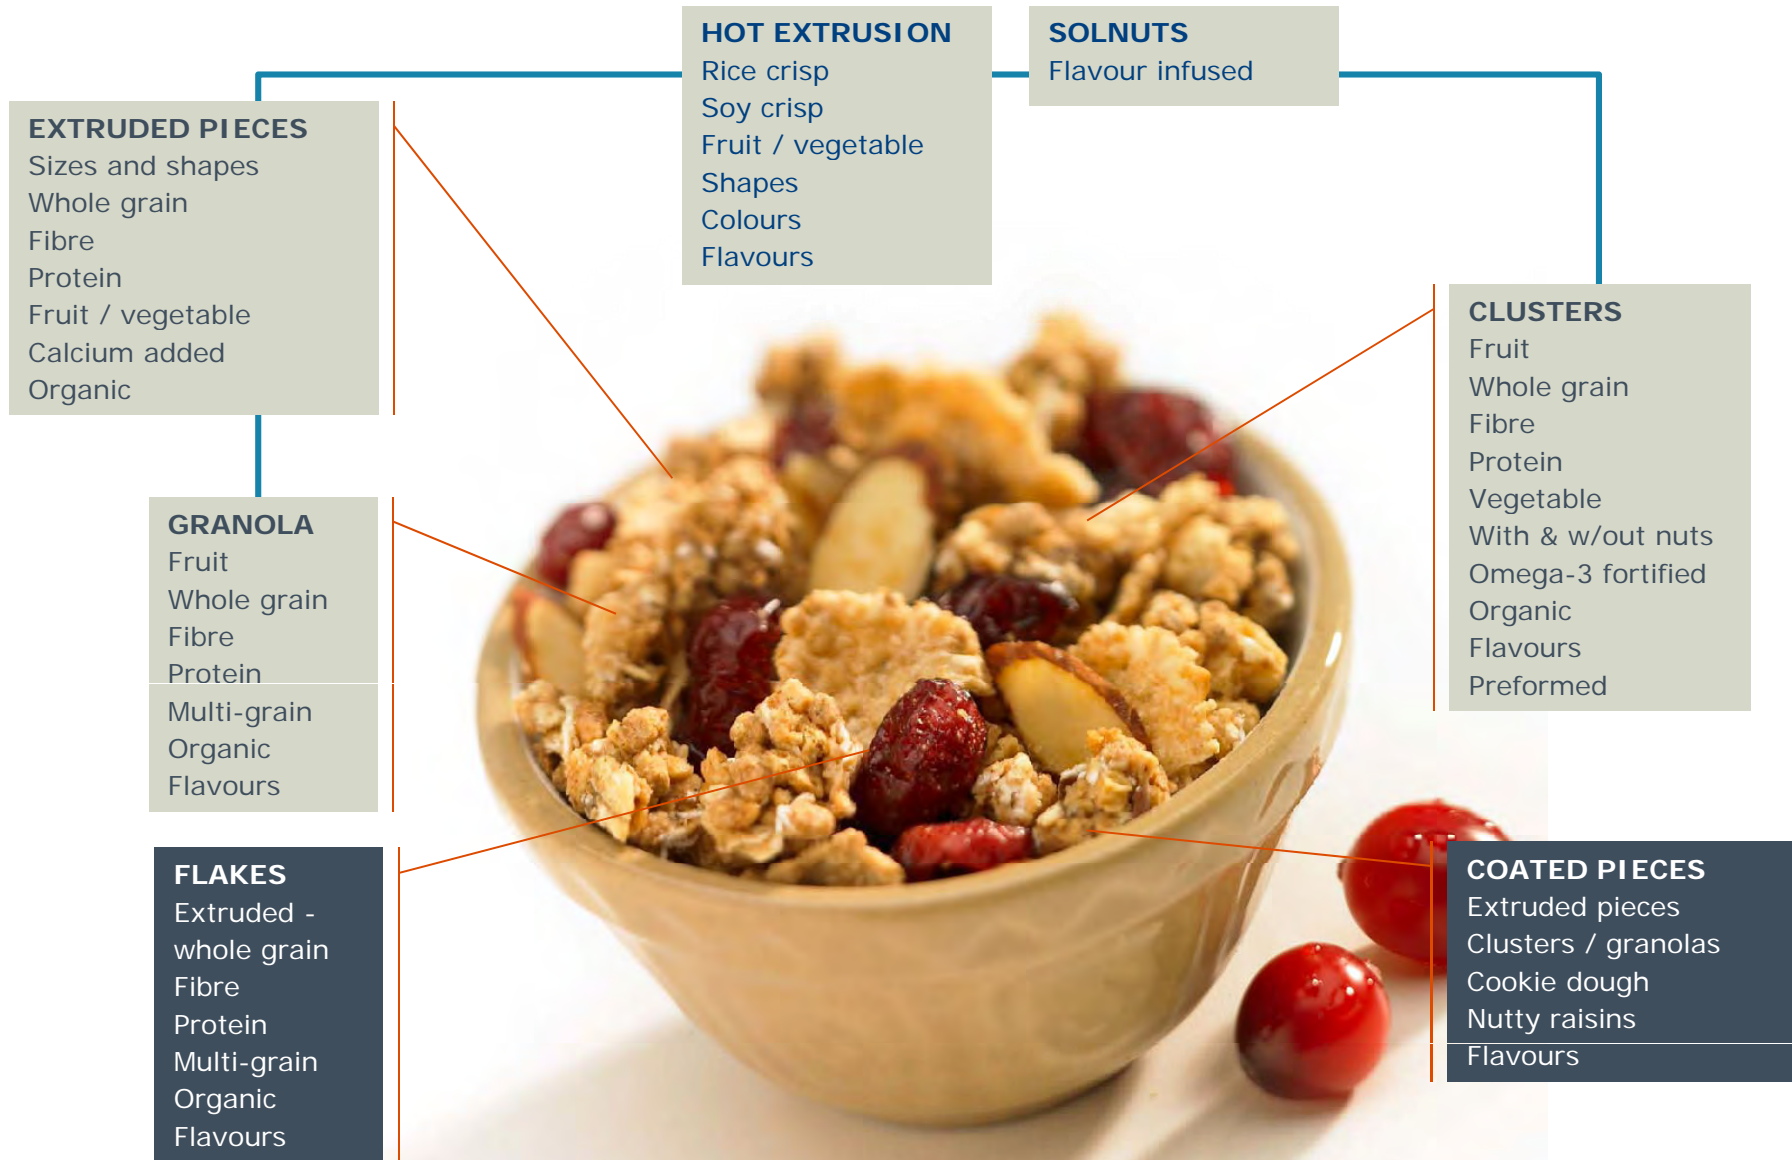 HOT EXTRUSION
Rice crisp
Soy crisp
Fruit / vegetable
Shapes
Colours
Flavours
SOLNUTS
Flavour infused
EXTRUDED PIECES
Sizes and shapes
Whole grain
Fibre
Protein
Fruit / vegetable
Calcium added
Organic
CLUSTERS
Fruit
Whole grain
Fibre
Protein
Vegetable
With & w/out nuts
Omega-3 fortified
Organic
Flavours
Preformed
GRANOLA
Fruit
Whole grain
Fibre
Protein
Multi-grain
Organic
Flavours
FLAKES
Extruded -
whole grain
Fibre
Protein
Multi-grain
Organic
Flavours
COATED PIECES
Extruded pieces
Clusters / granolas
Cookie dough
Nutty raisins
Flavours